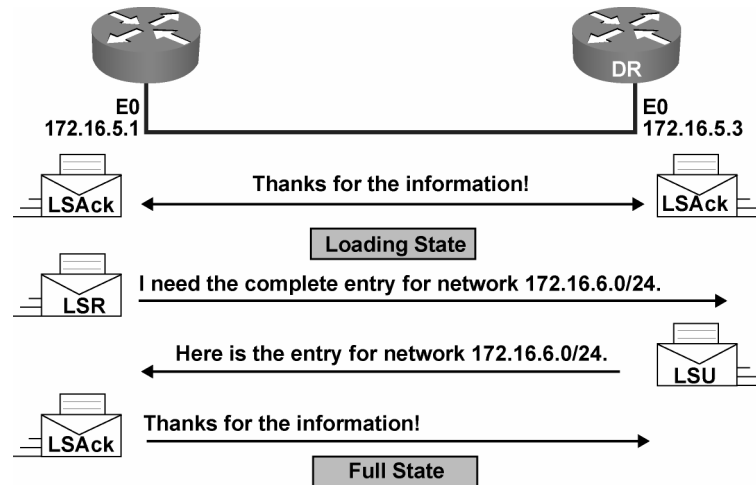 DR
E0
172.16.5.1
E0
172.16.5.3
Thanks for the information!
LSAck
LSAck
Loading State
I need the complete entry for network 172.16.6.0/24.
LSR
Here is the entry for network 172.16.6.0/24.
LSU
Thanks for the information!
LSAck
Full State